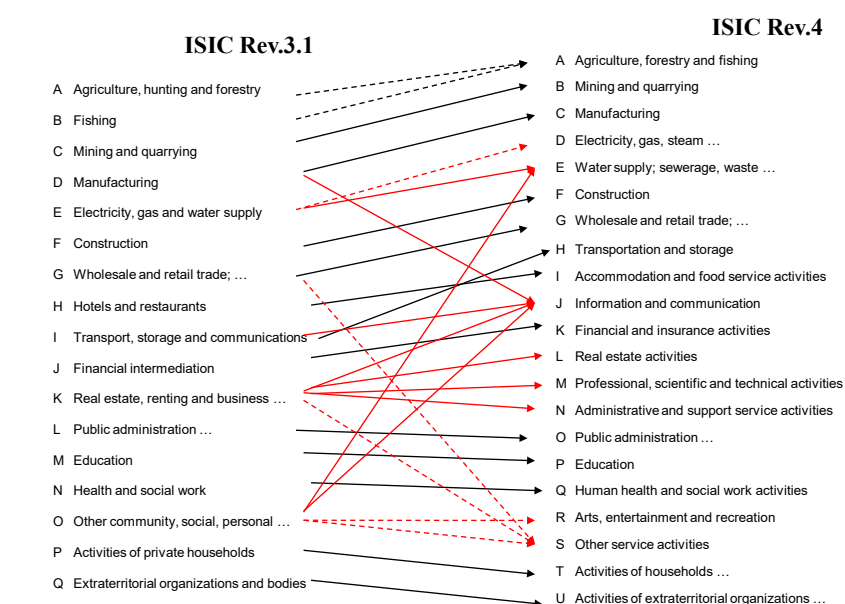 ISIC Rev.3.1
A Agriculture, hunting and forestry
B Fishing
C Mining and quarrying
D Manufacturing
E Electricity, gas and water supply
F Construction
G Wholesale and retail trade; …
H Hotels and restaurants
I Transport, storage and communications
J Financial intermediation
K Real estate, renting and business …
L Public administration …
M Education
N Health and social work
O Other community, social, personal …
P Activities of private households
Q Extraterritorial organizations and bodies
ISIC Rev.4
A Agriculture, forestry and fishing
B Mining and quarrying
C Manufacturing
D Electricity, gas, steam …
E Water supply; sewerage, waste …
F Construction
G Wholesale and retail trade; …
H Transportation and storage
I Accommodation and food service activities
J Information and communication
K Financial and insurance activities
L Real estate activities
M Professional, scientific and technical activities
N Administrative and support service activities
O Public administration …
P Education
Q Human health and social work activities
R Arts, entertainment and recreation
S Other service activities
T Activities of households …
U Activities of extraterritorial organizations …